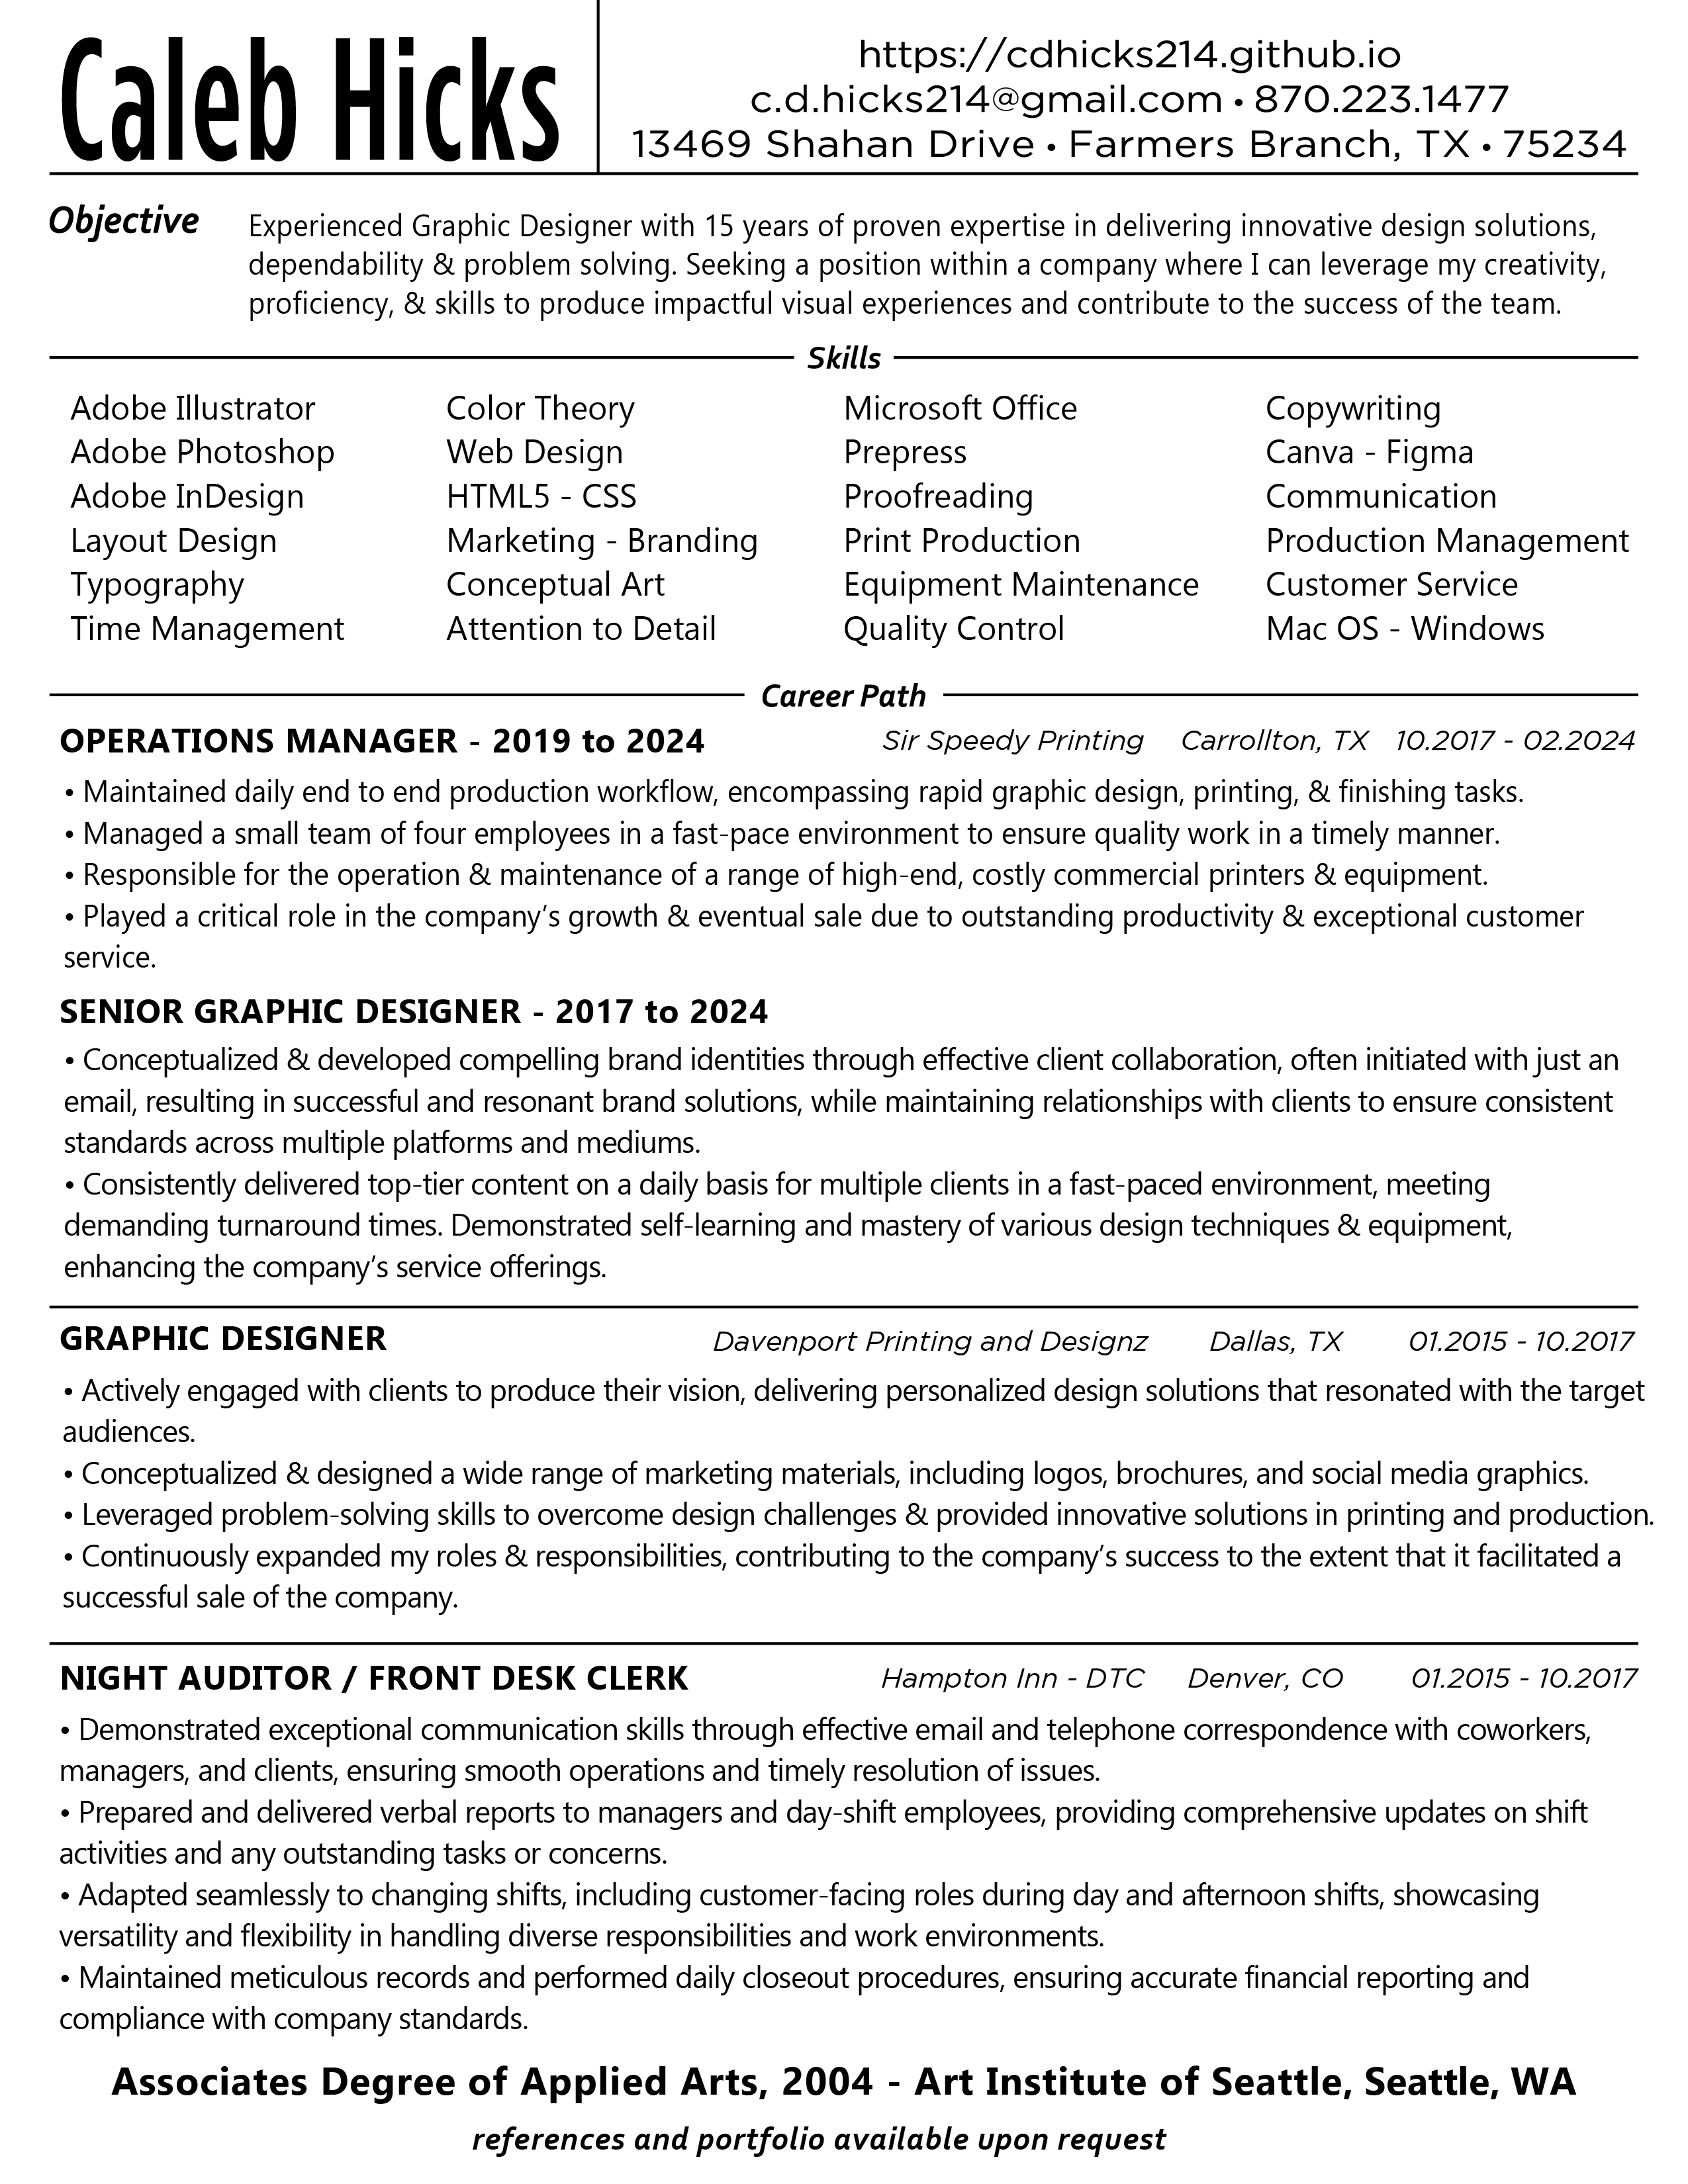 Caleb Hicks
https://cdhicks214.github.io
c.d.hicks214@gmail.com • 870.223.1477
13469 Shahan Drive • Farmers Branch, TX • 75234
Objective
Experienced Graphic Designer with 15 years of proven expertise in delivering innovative design solutions,
dependability & problem solving. Seeking a position within a company where I can leverage my creativity,
proficiency, & skills to produce impactful visual experiences and contribute to the success of the team.
Skills
Adobe Illustrator
Adobe Photoshop
Adobe InDesign
Layout Design
Typography
Time Management
Color Theory
Web Design
HTML5 - CSS
Marketing - Branding
Conceptual Art
Attention to Detail
Microsoft Office
Prepress
Proofreading
Print Production
Equipment Maintenance
Quality Control
Copywriting
Canva - Figma
Communication
Production Management
Customer Service
Mac OS - Windows
Career Path
OPERATIONS MANAGER - 2019 to 2024 Sir Speedy Printing Carrollton, TX 10.2017 - 02.2024
• Maintained daily end to end production workflow, encompassing rapid graphic design, printing, & finishing tasks.
• Managed a small team of four employees in a fast-pace environment to ensure quality work in a timely manner.
• Responsible for the operation & maintenance of a range of high-end, costly commercial printers & equipment.
• Played a critical role in the company’s growth & eventual sale due to outstanding productivity & exceptional customer
service.
SENIOR GRAPHIC DESIGNER - 2017 to 2024
• Conceptualized & developed compelling brand identities through effective client collaboration, often initiated with just an
email, resulting in successful and resonant brand solutions, while maintaining relationships with clients to ensure consistent
standards across multiple platforms and mediums.
• Consistently delivered top-tier content on a daily basis for multiple clients in a fast-paced environment, meeting
demanding turnaround times. Demonstrated self-learning and mastery of various design techniques & equipment,
enhancing the company’s service offerings.
GRAPHIC DESIGNER Davenport Printing and Designz Dallas, TX 01.2015 - 10.2017
• Actively engaged with clients to produce their vision, delivering personalized design solutions that resonated with the target
audiences.
• Conceptualized & designed a wide range of marketing materials, including logos, brochures, and social media graphics.
• Leveraged problem-solving skills to overcome design challenges & provided innovative solutions in printing and production.
• Continuously expanded my roles & responsibilities, contributing to the company’s success to the extent that it facilitated a
successful sale of the company.
NIGHT AUDITOR / FRONT DESK CLERK Hampton Inn - DTC Denver, CO 01.2015 - 10.2017
• Demonstrated exceptional communication skills through effective email and telephone correspondence with coworkers,
managers, and clients, ensuring smooth operations and timely resolution of issues.
• Prepared and delivered verbal reports to managers and day-shift employees, providing comprehensive updates on shift
activities and any outstanding tasks or concerns.
• Adapted seamlessly to changing shifts, including customer-facing roles during day and afternoon shifts, showcasing
versatility and flexibility in handling diverse responsibilities and work environments.
• Maintained meticulous records and performed daily closeout procedures, ensuring accurate financial reporting and
compliance with company standards.
Associates Degree of Applied Arts, 2004 - Art Institute of Seattle, Seattle, WA
references and portfolio available upon request